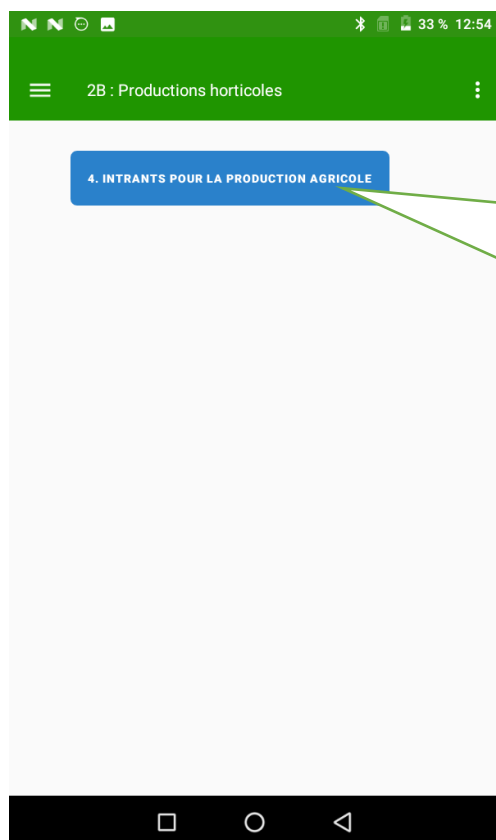 33 % 12:54
2B : Productions horticoles
4. INTRANTS POUR LA PRODUCTION AGRICOLE